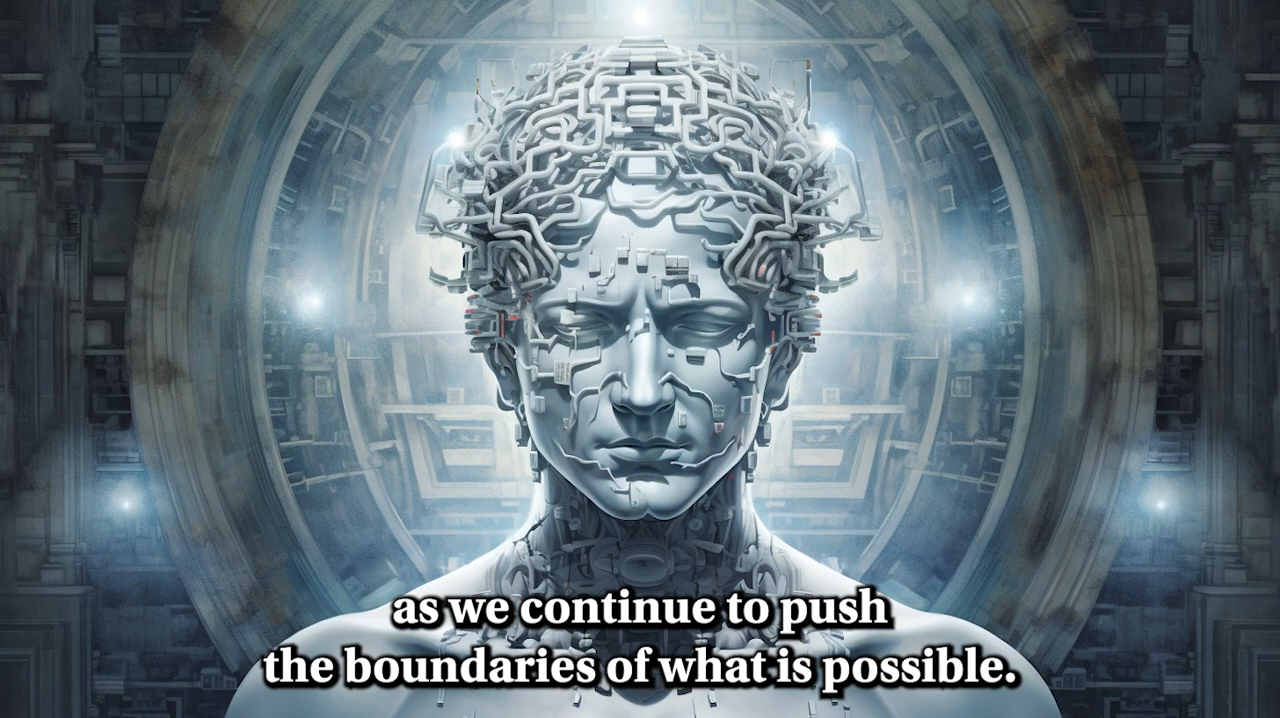 as we continue to push
the boundaries of what is possible.